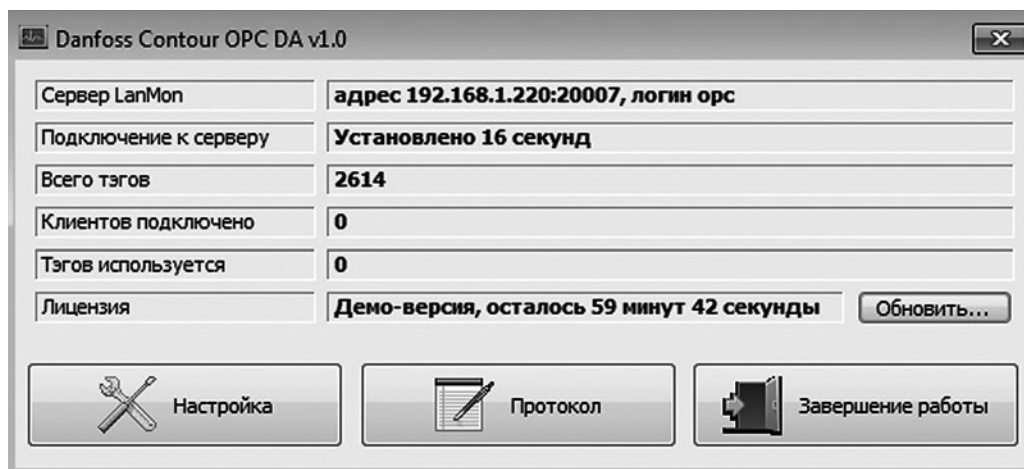 Danfoss Contour OPC DA v1.0
Сервер LanMon адрес 192.168.1.220:20007, логин opc
Подключение к серверу Установлено 16 секунд
Всего тэгов 2614
Клиентов подключено 0
Тэгов используется 0
Лицензия Демо-версия, осталось 59 минут 42 секунды Обновить...
Настройка Протокол Завершение работы